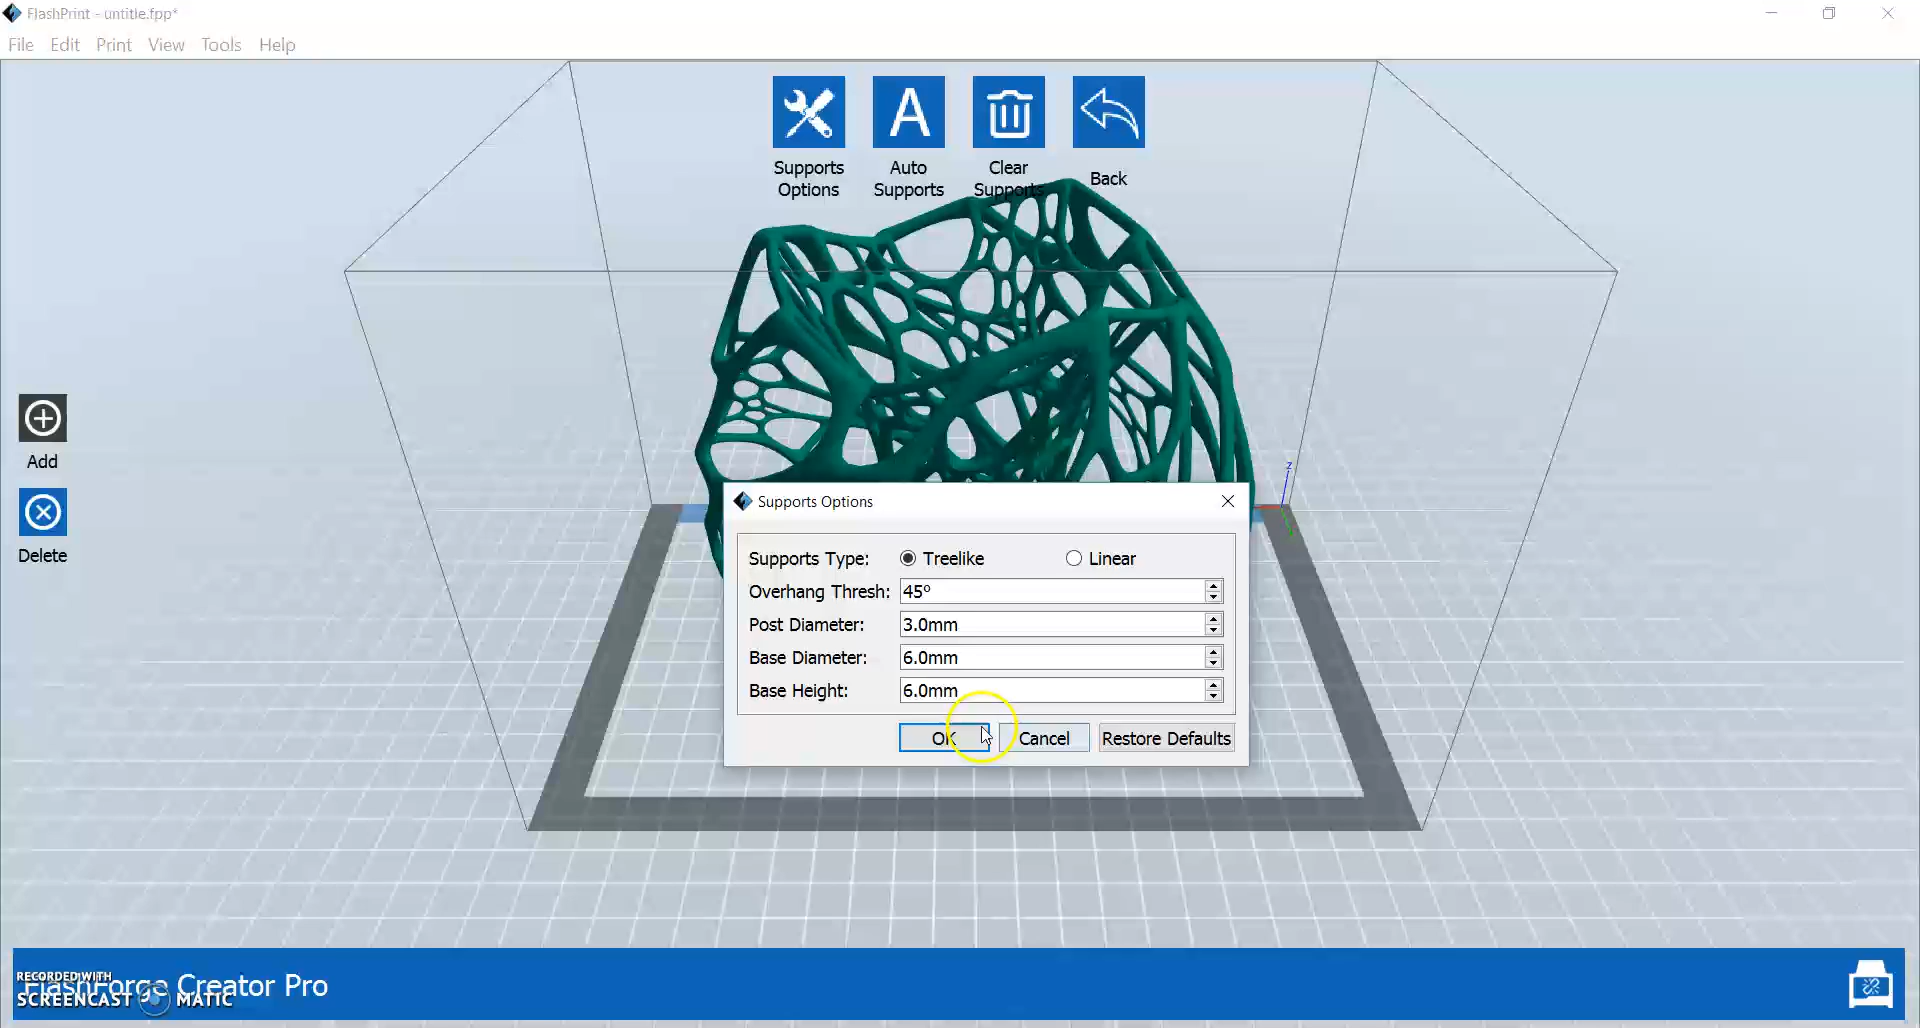 FlashPrint - untitle.fpp*
File Edit Print View Tools Help
Supports Options
Auto Supports
Clear Supports
Back
Add
Delete
z
Supports Options
Supports Type: Treelike Linear
Overhang Thresh: 45º
Post Diameter: 3.0mm
Base Diameter: 6.0mm
Base Height: 6.0mm
OK Cancel Restore Defaults
FlashForge Creator Pro
RECORDED WITH
SCREENCAST MATIC